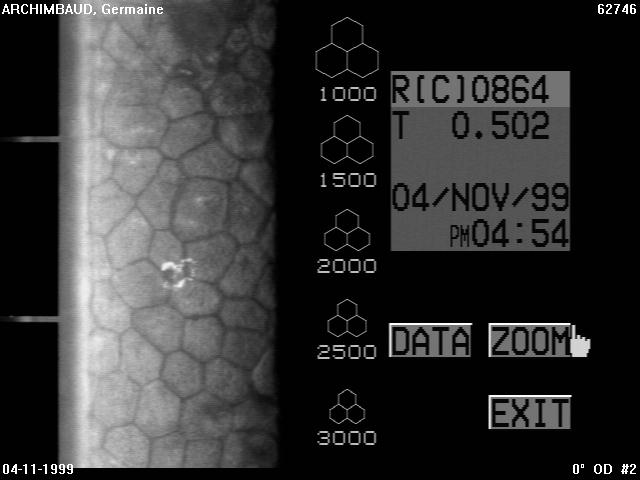 ARCHIMBAUD, Germaine
62746
1000
1500
2000
2500
3000
R[C]0864
T 0.502
04/NOV/99
PM04:54
DATA
ZOOM
EXIT
04-11-1999
0° OD #2